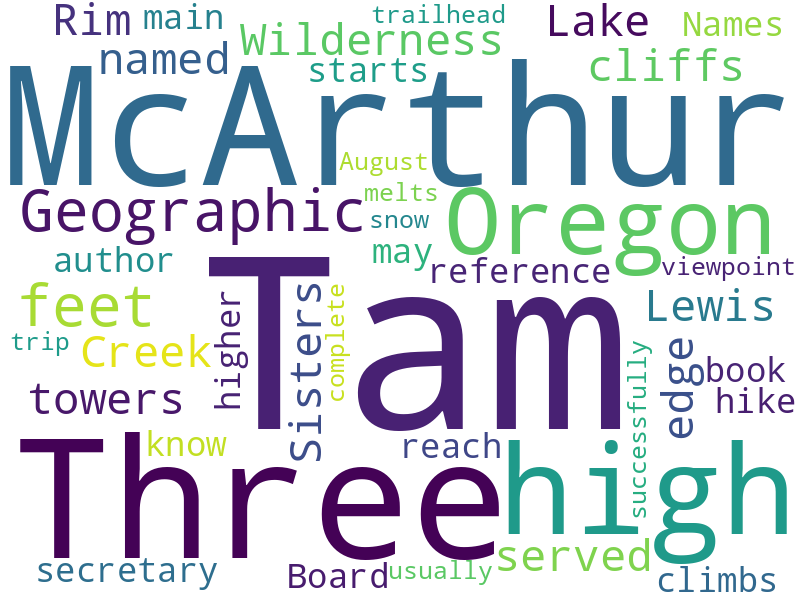 Rim main trailhead Lake Names
named Wilderness
starts cliffs
McArthur
August
Geographic melts Oregon
snow
author may reference viewpoint
Tam
feet higher Sisters complete Lewis
trip Creek successfully edge book
towers hike
Three know reach high
secretary Board usually served climbs